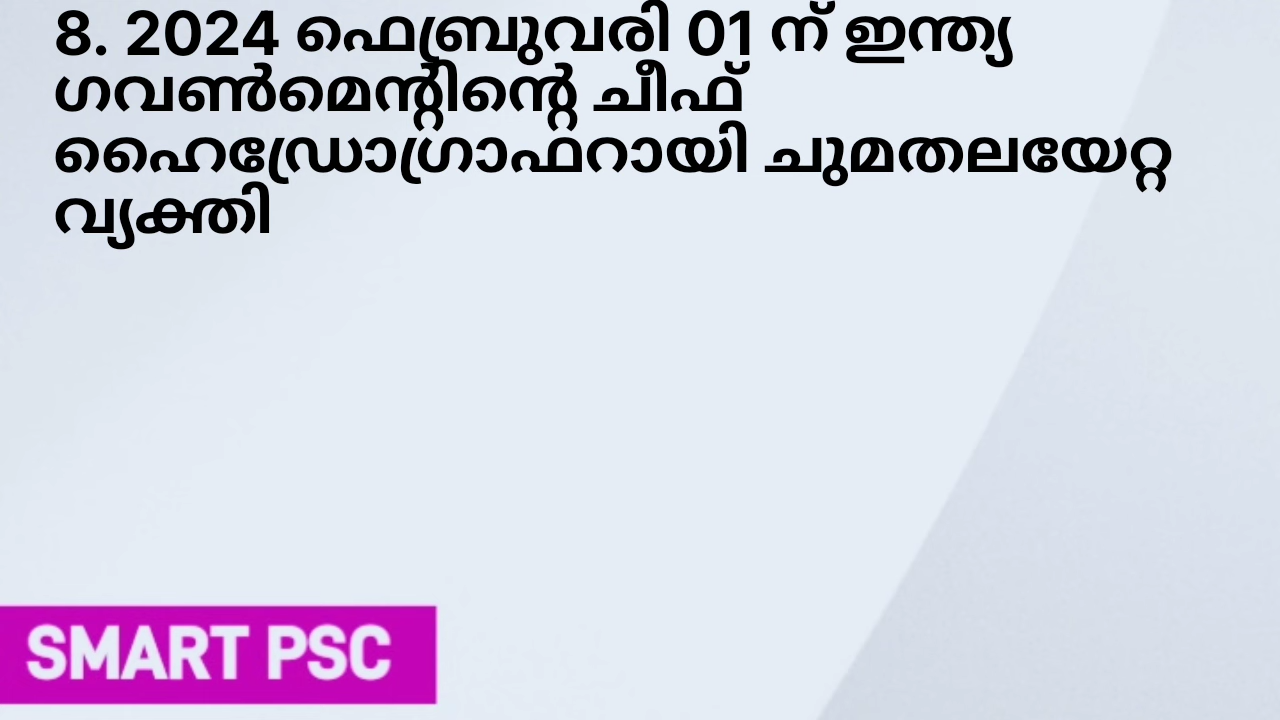 8. 2024 ഫെബ്രുവരി 01 ന് ഇന്ത്യ
ഗവൺമെന്റിന്റെ ചീഫ്
ഹൈഡ്രോഗ്രാഫറായി ചുമതലയേറ്റ
വ്യക്തി
SMART PSC